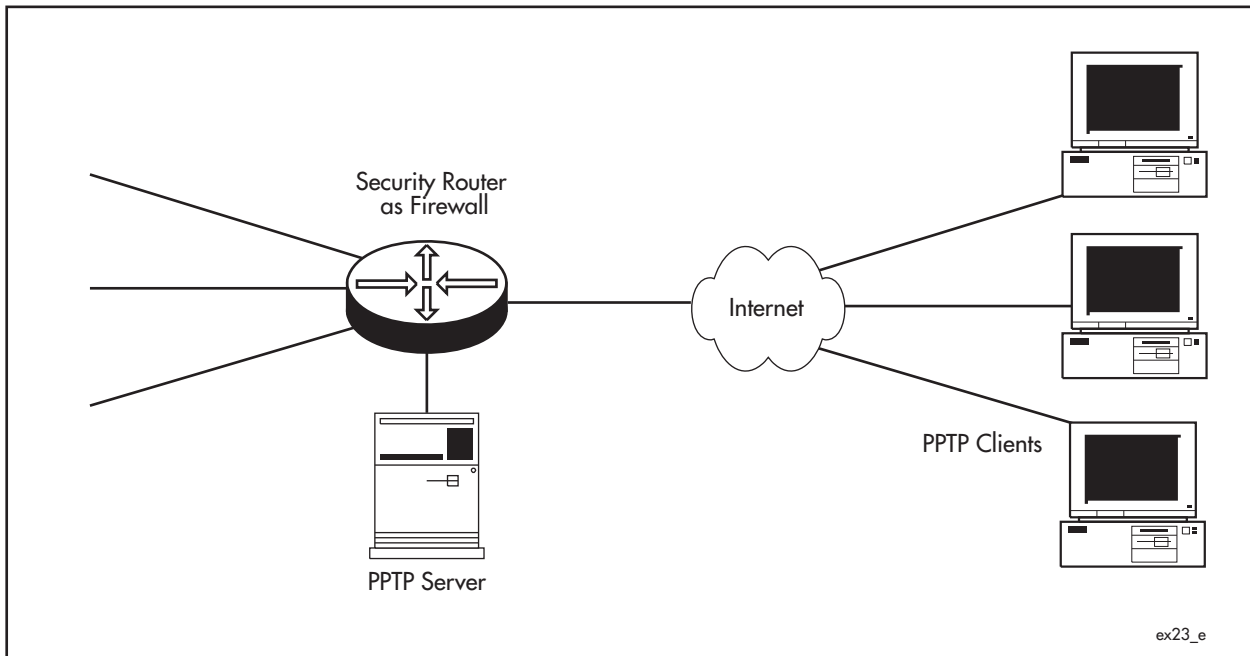 Security Router
as Firewall
Internet
PPTP Clients
PPTP Server
ex23_e